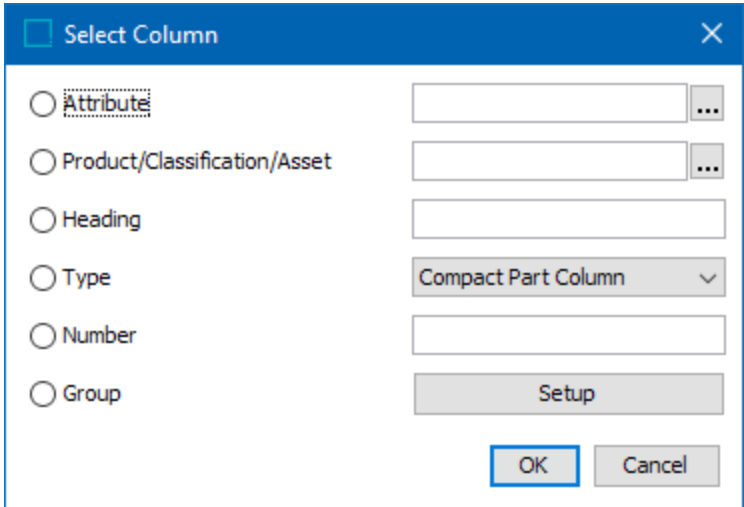 Select Column
Attribute ...
Product/Classification/Asset ...
Heading
Type Compact Part Column
Number
Group Setup
OK Cancel